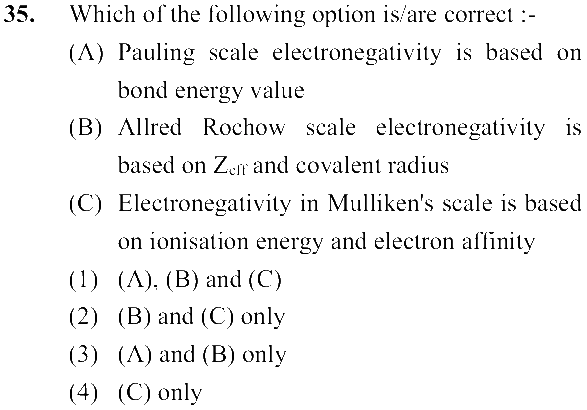 35. Which of the following option is/are correct :-
(A) Pauling scale electronegativity is based on
bond energy value
(B) Allred Rochow scale electronegativity is
based on Zeff and covalent radius
(C) Electronegativity in Mulliken's scale is based
on ionisation energy and electron affinity
(1) (A), (B) and (C)
(2) (B) and (C) only
(3) (A) and (B) only
(4) (C) only